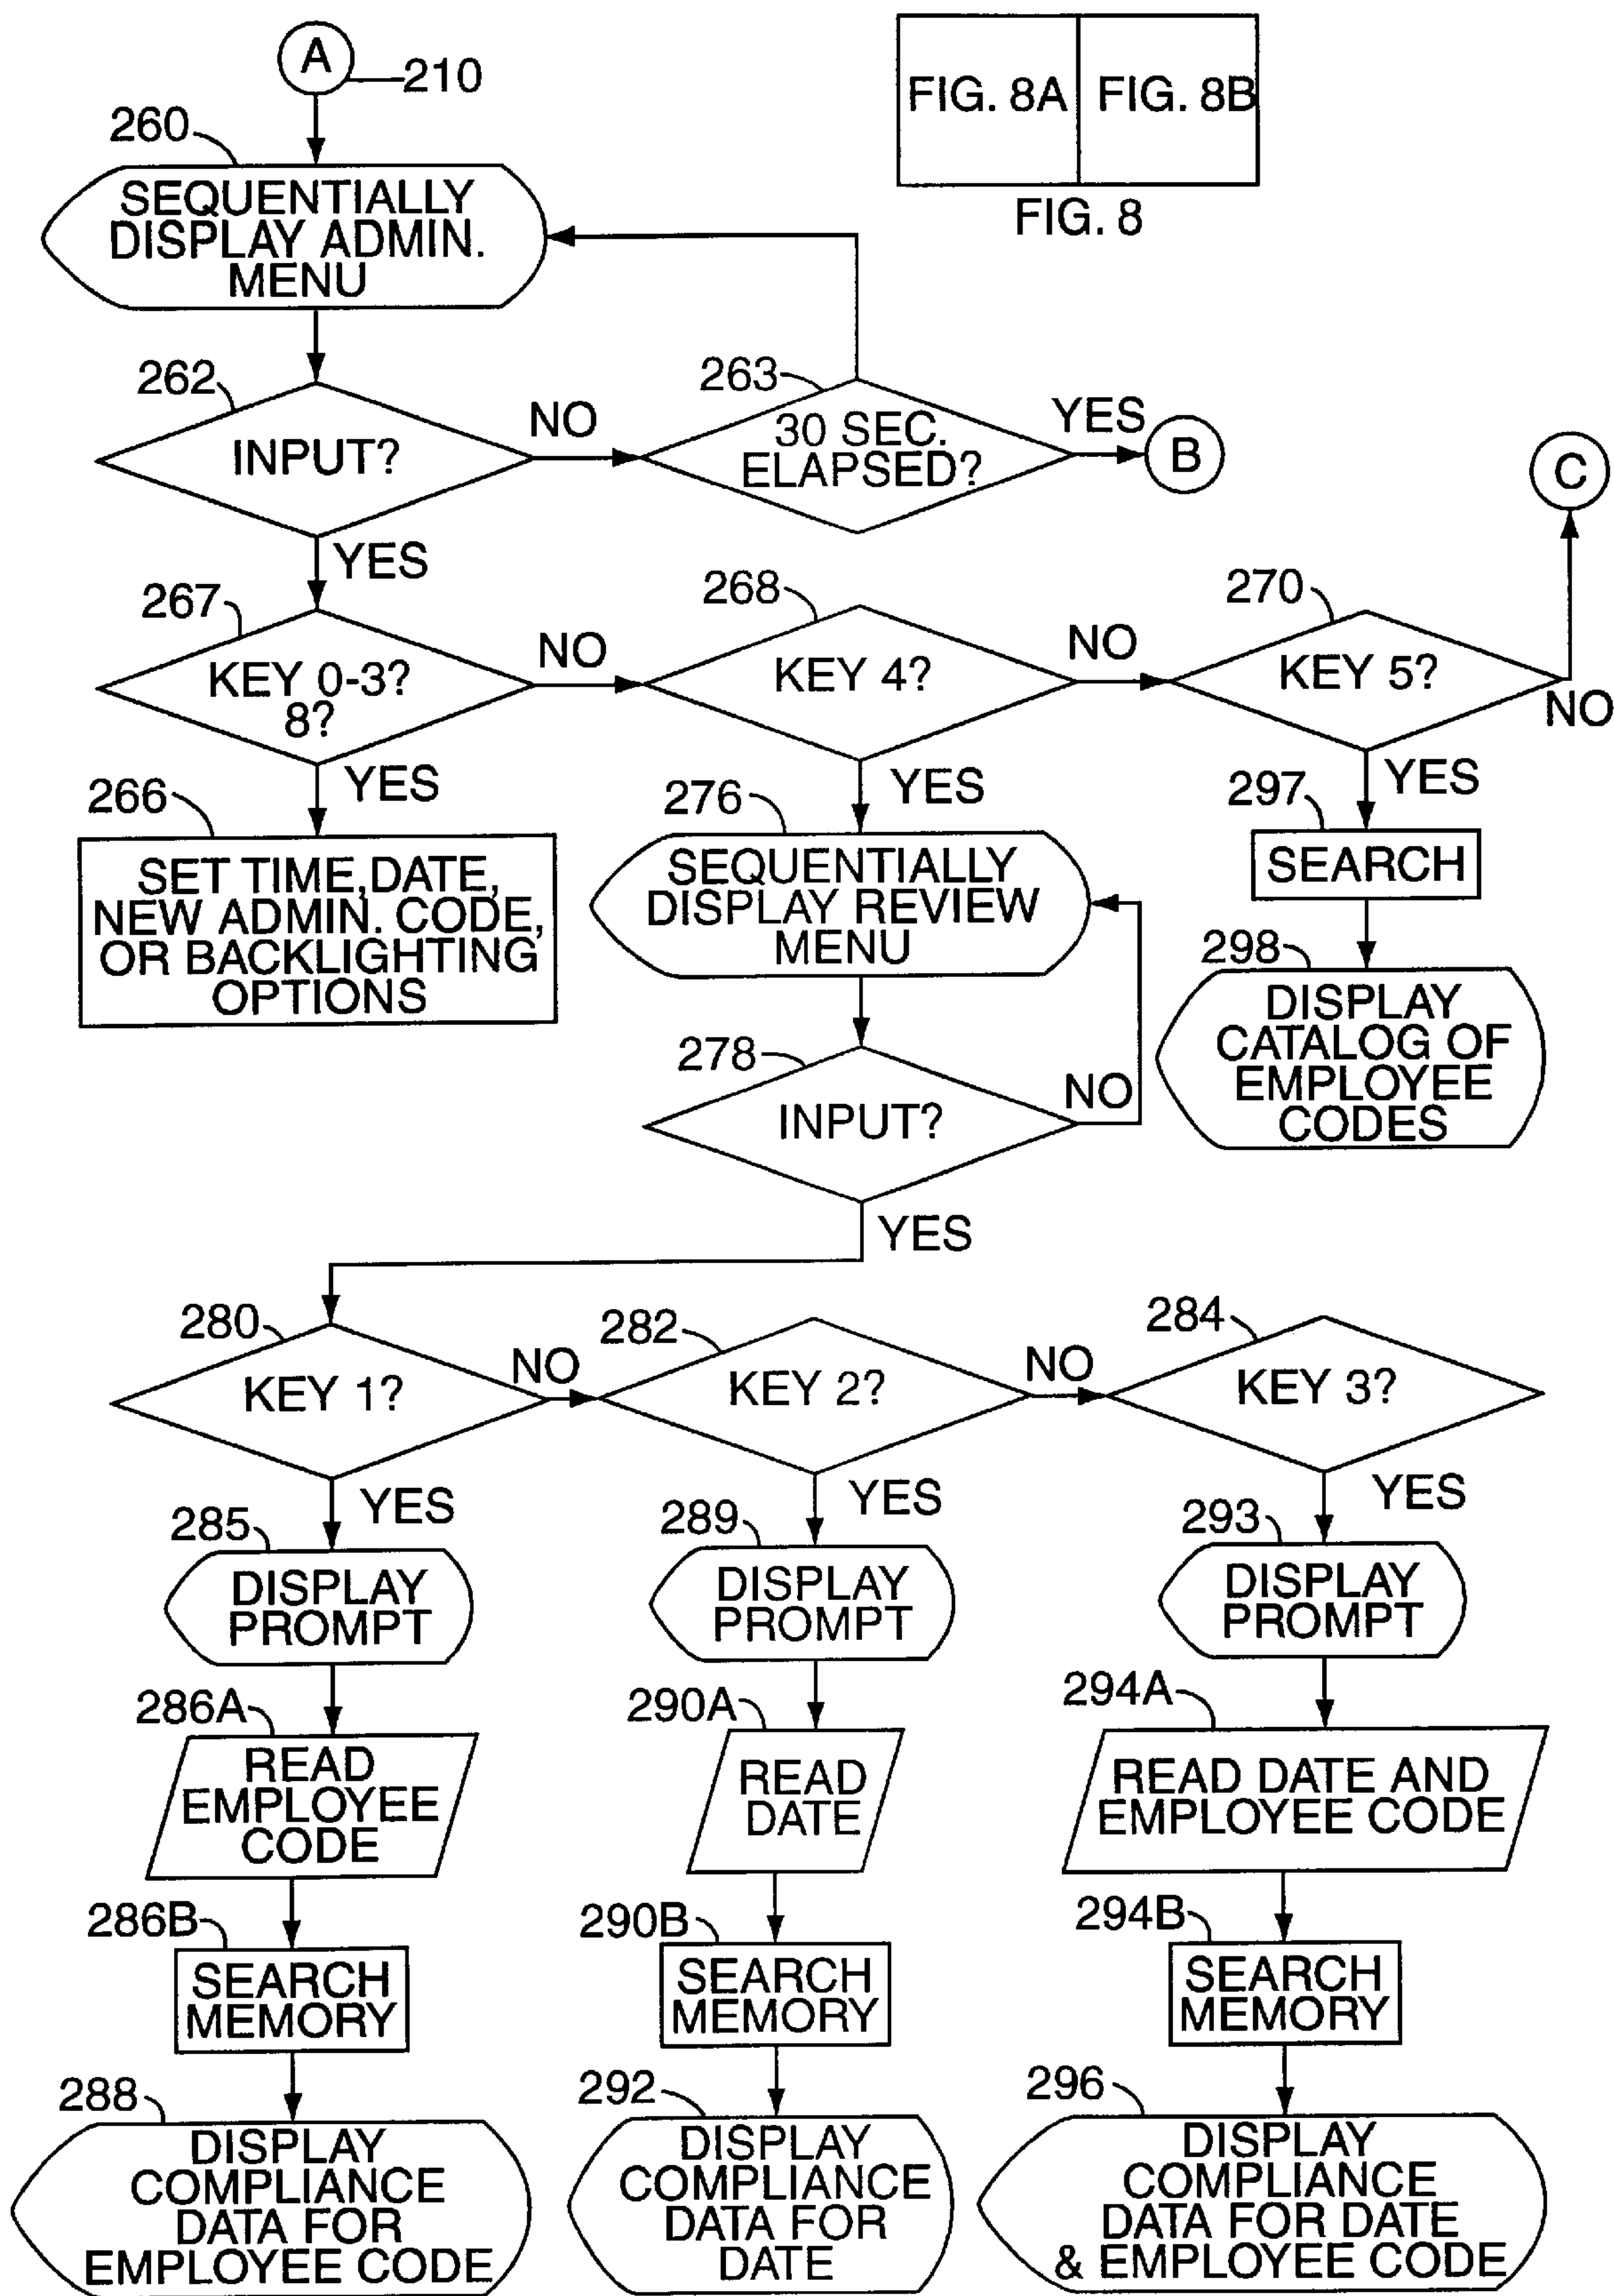 A
210
FIG. 8A
FIG. 8B
FIG. 8
260
SEQUENTIALLY
DISPLAY ADMIN.
MENU
262
INPUT?
NO
263
30 SEC.
ELAPSED?
YES
B
C
YES
267
KEY 0-3?
8?
NO
268
KEY 4?
NO
270
KEY 5?
NO
YES
266
SET TIME,DATE,
NEW ADMIN. CODE,
OR BACKLIGHTING
OPTIONS
YES
276
SEQUENTIALLY
DISPLAY REVIEW
MENU
YES
297
SEARCH
298
DISPLAY
CATALOG OF
EMPLOYEE
CODES
278
INPUT?
NO
YES
280
KEY 1?
NO
282
KEY 2?
NO
284
KEY 3?
YES
285
DISPLAY
PROMPT
YES
289
DISPLAY
PROMPT
YES
293
DISPLAY
PROMPT
286A
READ
EMPLOYEE
CODE
290A
READ
DATE
294A
READ DATE AND
EMPLOYEE CODE
286B
SEARCH
MEMORY
290B
SEARCH
MEMORY
294B
SEARCH
MEMORY
288
DISPLAY
COMPLIANCE
DATA FOR
EMPLOYEE CODE
292
DISPLAY
COMPLIANCE
DATA FOR
DATE
296
DISPLAY
COMPLIANCE
DATA FOR DATE
& EMPLOYEE CODE